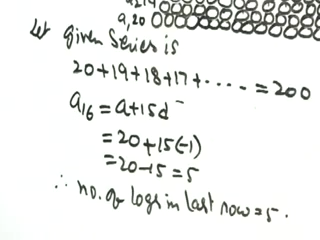 a,20
Let given Series is
20+19+18+17+ ..... = 200
a16 = a+15d
= 20+15(-1)
= 20-15 = 5
∴ no. of logs in last row = 5.